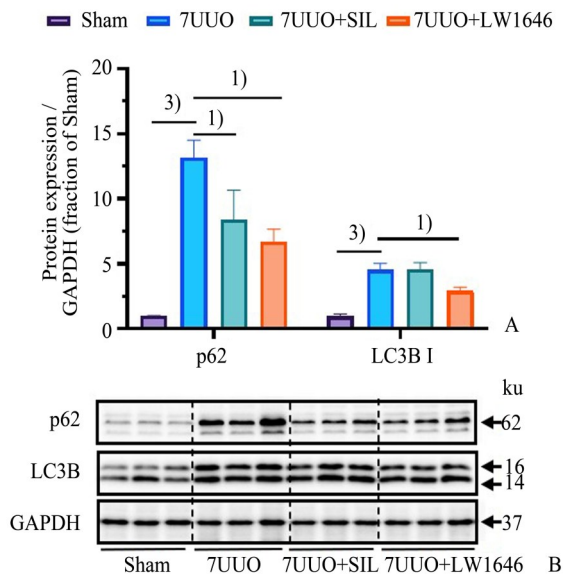 Sham 7UUO 7UUO+SIL 7UUO+LW1646
Protein expression /
GAPDH (fraction of Sham)
20
15
10
5
0
3)
1)
1)
3)
1)
p62 LC3B I
A
ku
p62 62
LC3B 16
14
GAPDH 37
Sham 7UUO 7UUO+SIL 7UUO+LW1646 B